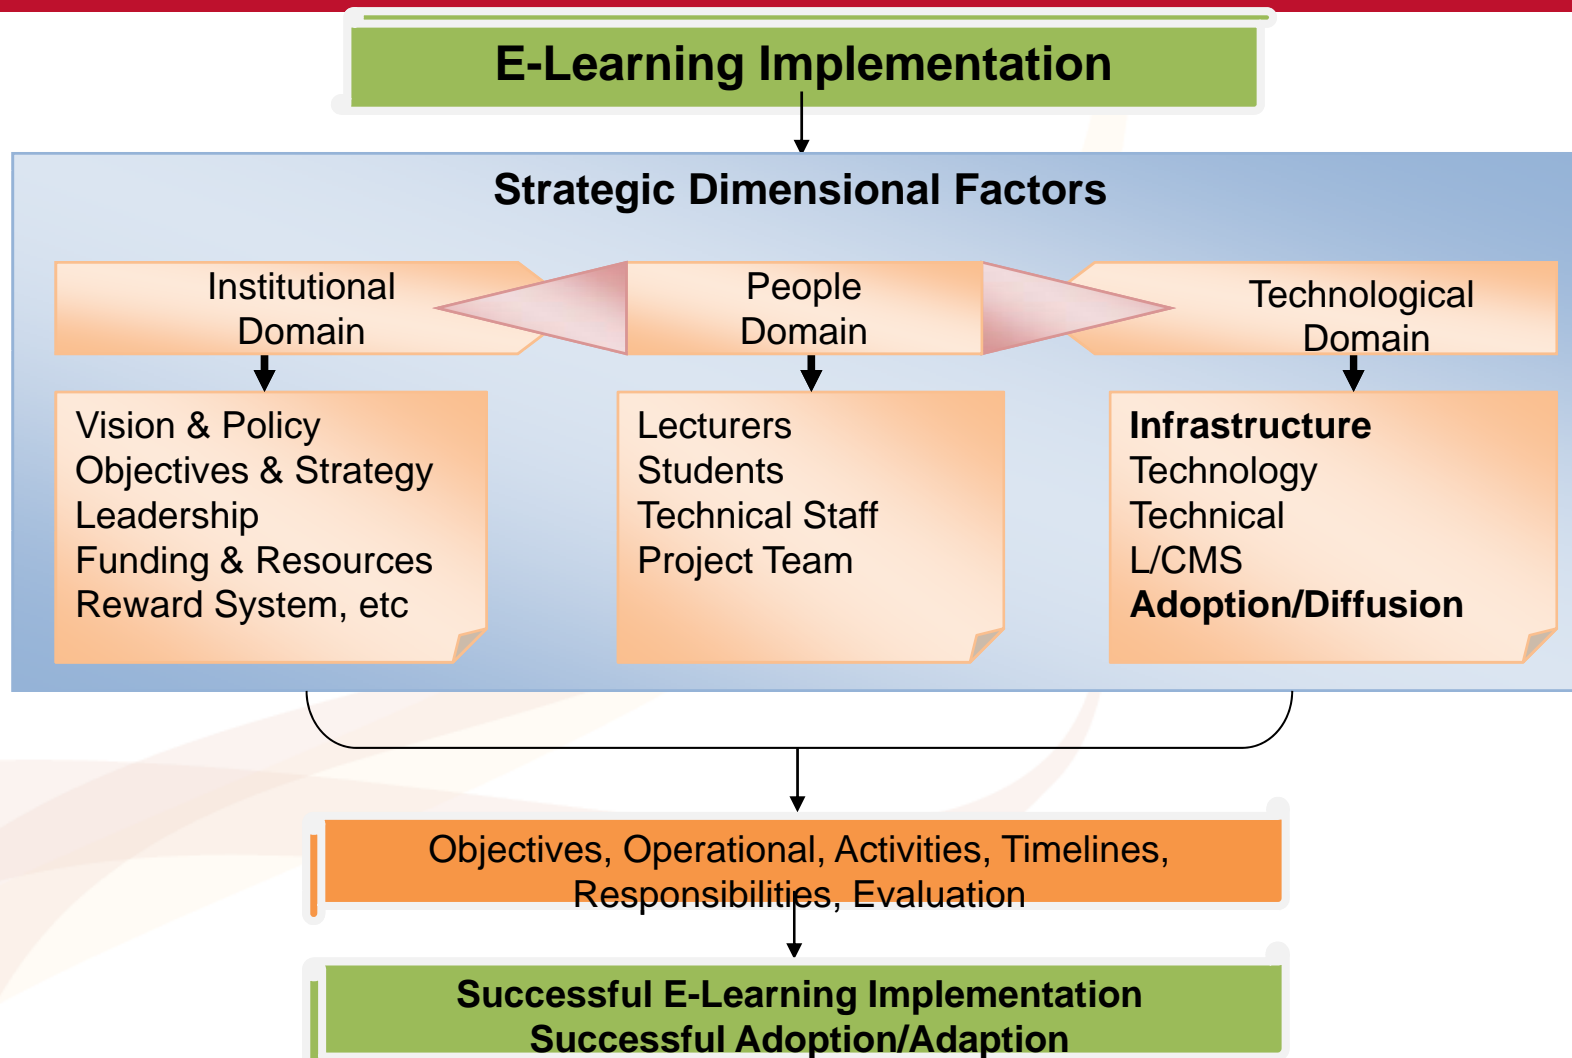 E-Learning Implementation
Strategic Dimensional Factors
Institutional
Domain
People
Domain
Technological
Domain
Vision & Policy
Objectives & Strategy
Leadership
Funding & Resources
Reward System, etc
Lecturers
Students
Technical Staff
Project Team
Infrastructure
Technology
Technical
L/CMS
Adoption/Diffusion
Objectives, Operational, Activities, Timelines,
Responsibilities, Evaluation
Successful E-Learning Implementation
Successful Adoption/Adaption